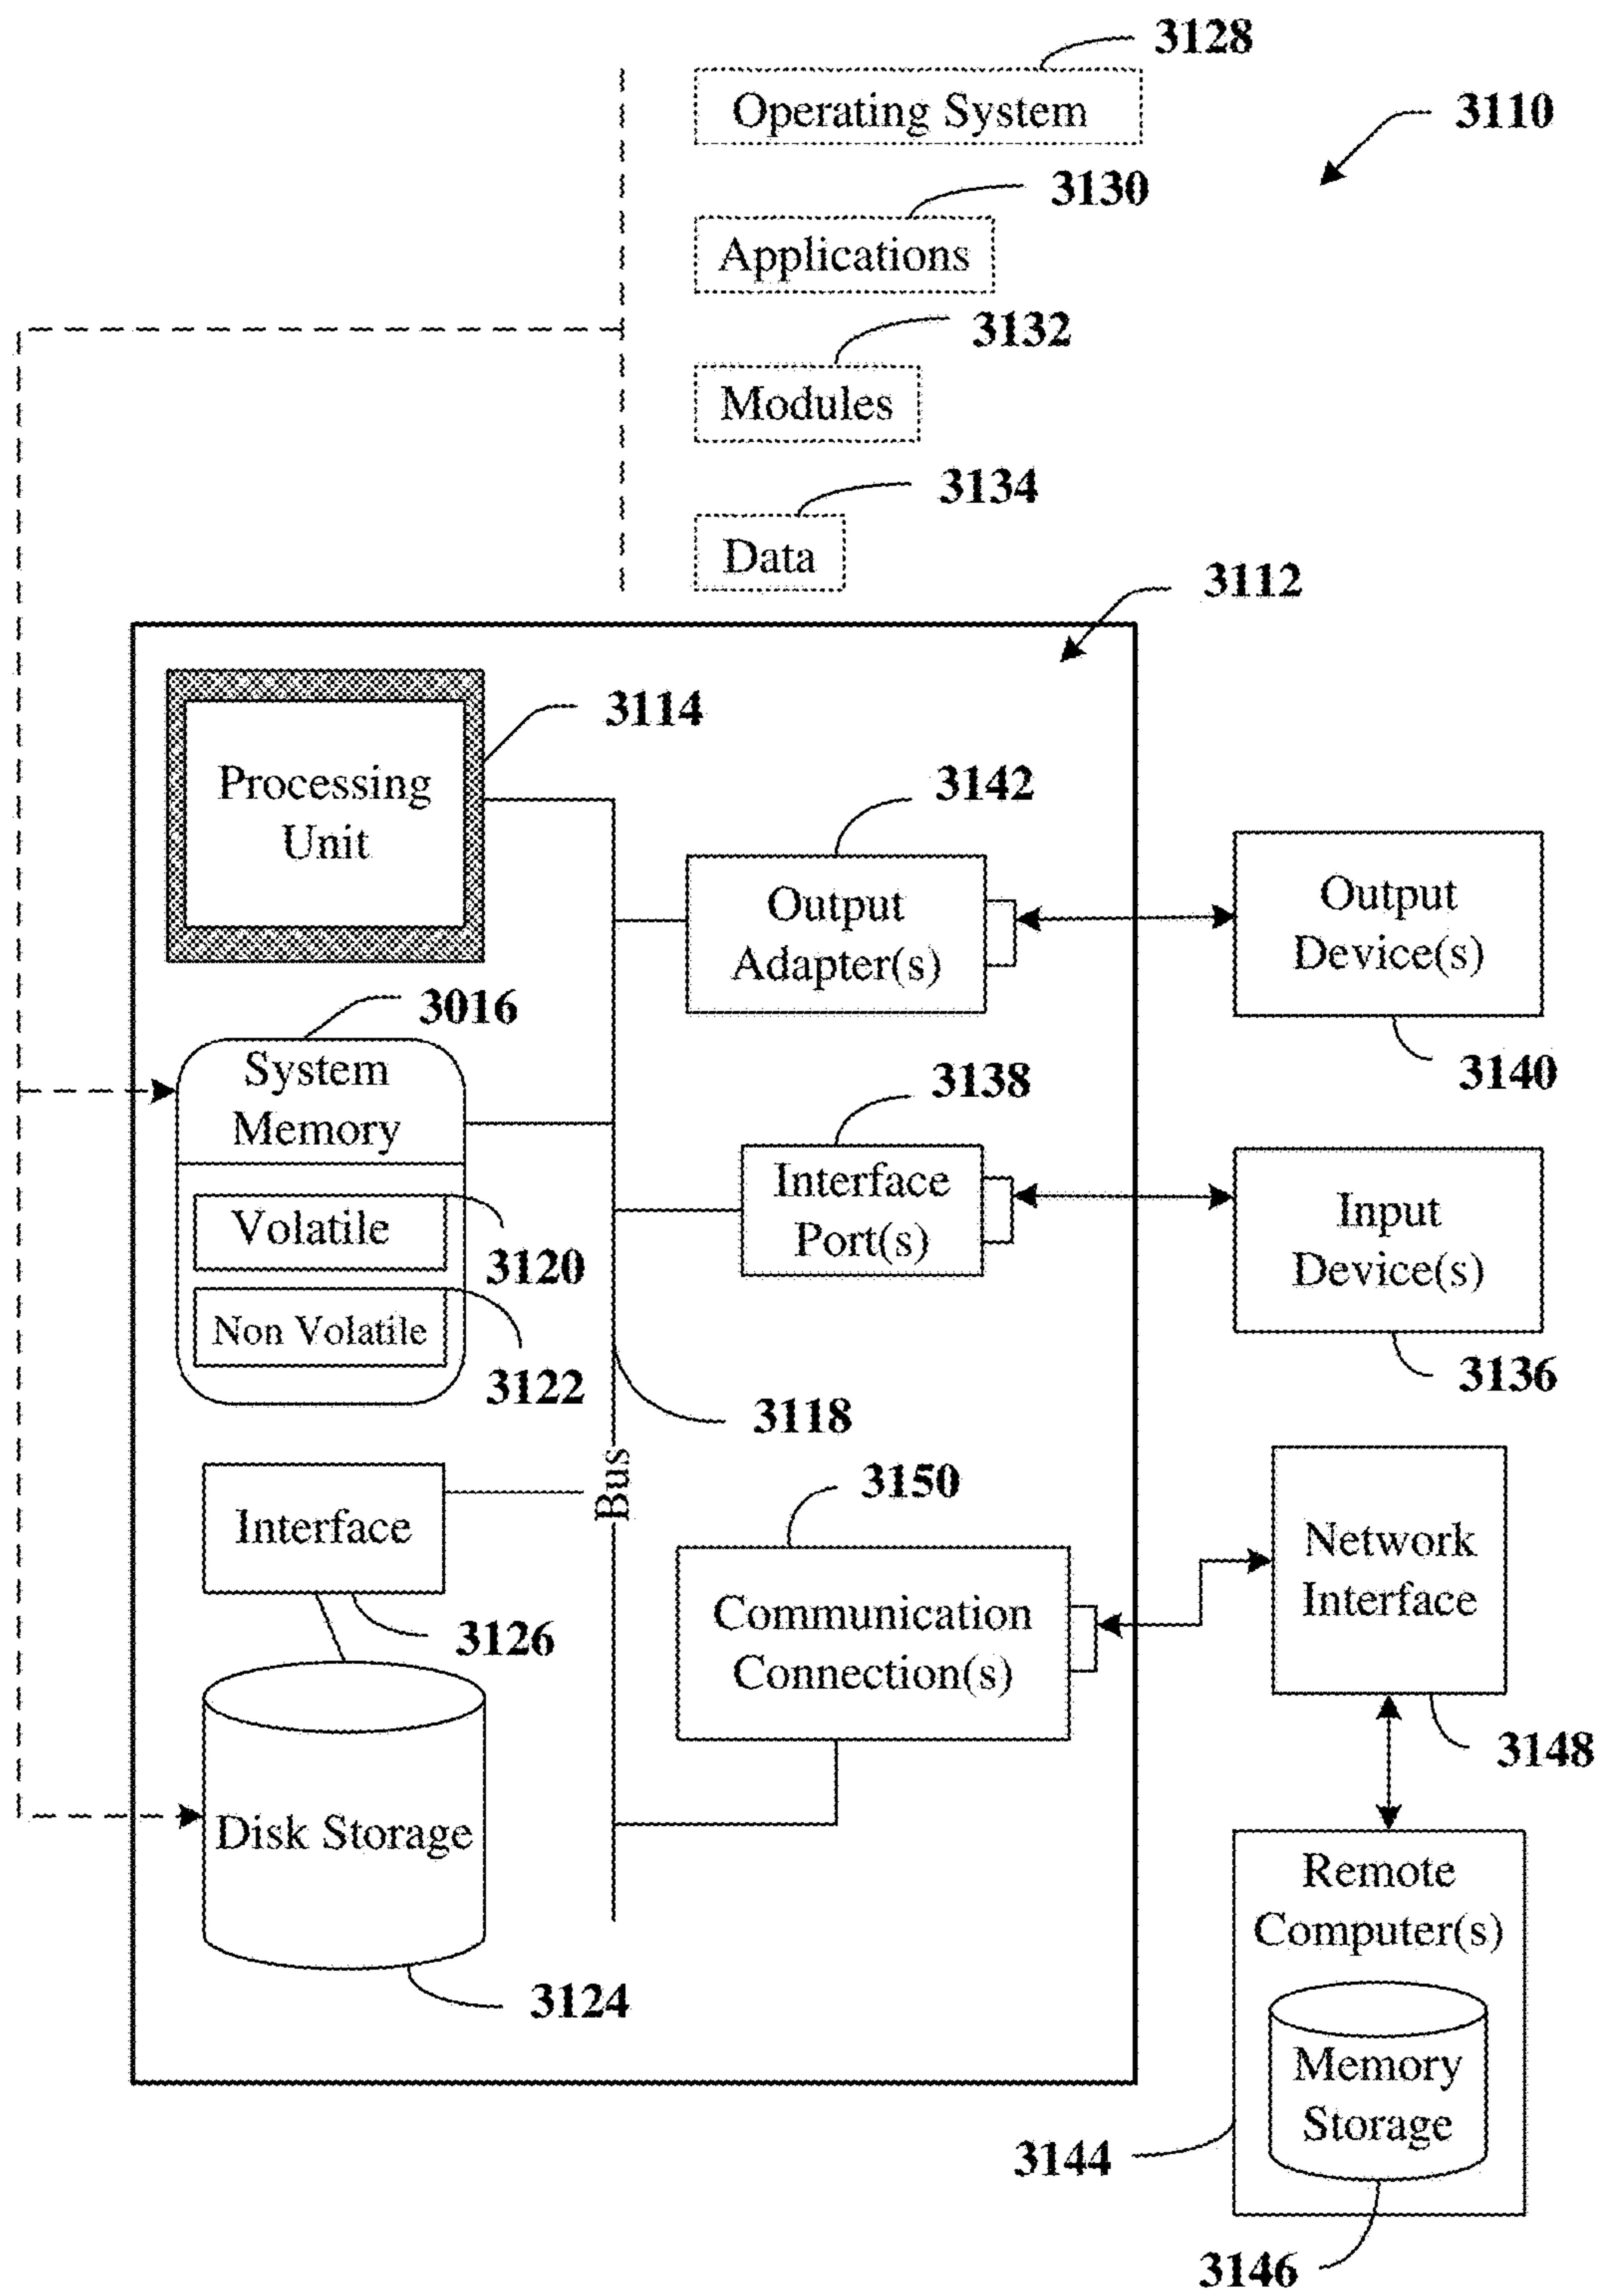 3128
Operating System
3110
3130
Applications
3132
Modules
3134
Data
3112
3114
Processing
Unit
3142
Output
Adapter(s)
Output
Device(s)
3140
3016
System
Memory
Volatile
3120
Non Volatile
3122
3138
Interface
Port(s)
Input
Device(s)
3136
3118
Bus
Interface
3126
3150
Communication
Connection(s)
Network
Interface
3148
Disk Storage
3124
Remote
Computer(s)
Memory
Storage
3144
3146